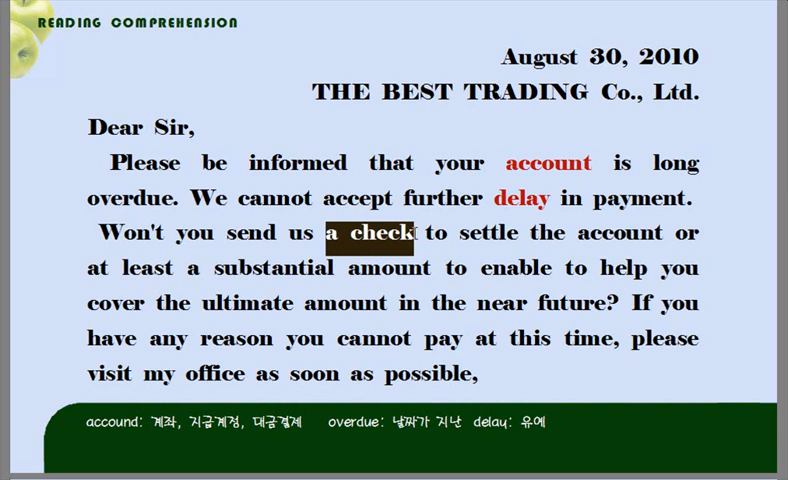 READING COMPREHENSION
August 30, 2010
THE BEST TRADING Co., Ltd.
Dear Sir,
Please be informed that your account is long
overdue. We cannot accept further delay in payment.
Won't you send us a check to settle the account or
at least a substantial amount to enable to help you
cover the ultimate amount in the near future? If you
have any reason you cannot pay at this time, please
visit my office as soon as possible,
accound: 계좌, 지급계정, 대금결제 overdue: 날짜가 지난 delay: 유예